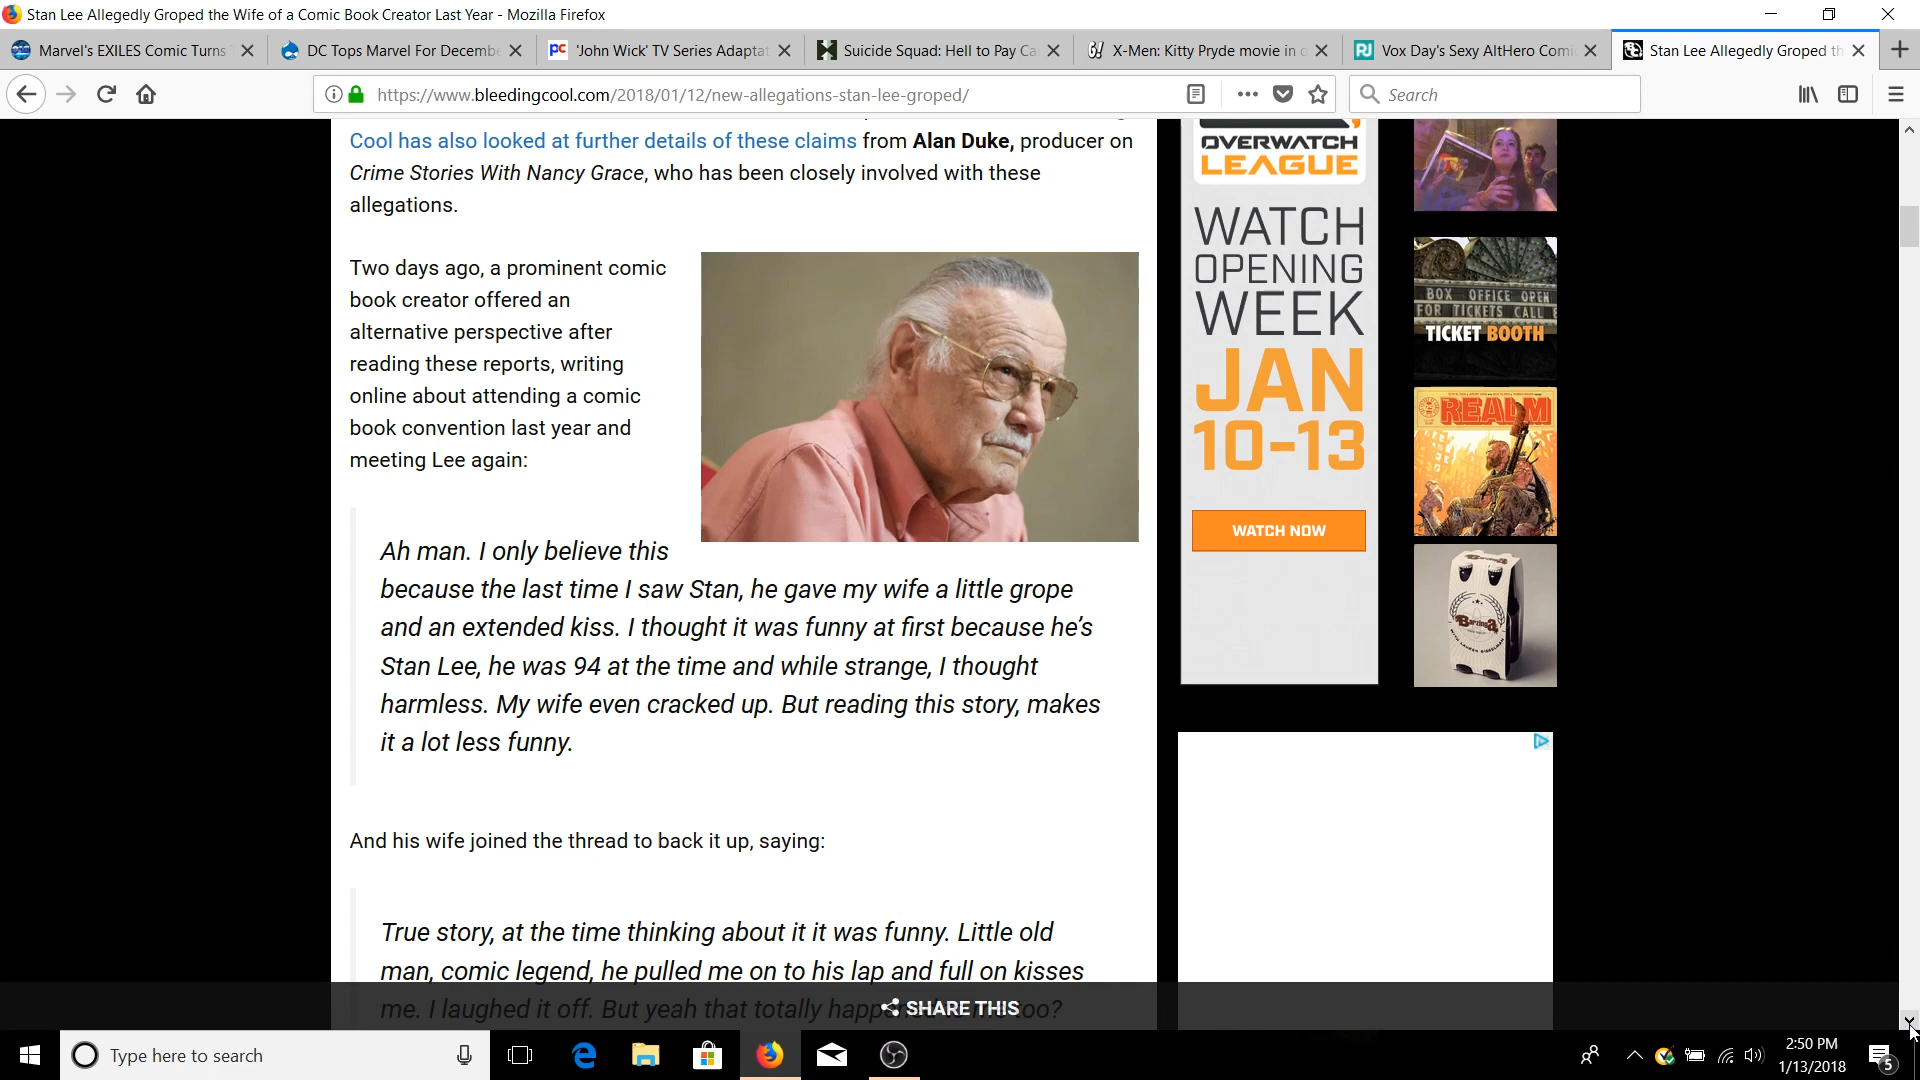 Stan Lee Allegedly Groped the Wife of a Comic Book Creator Last Year - Mozilla Firefox
Marvel's EXILES Comic Turns
DC Tops Marvel For Decembe
'John Wick' TV Series Adaptat
Suicide Squad: Hell to Pay Ca
X-Men: Kitty Pryde movie in
Vox Day's Sexy AltHero Comi
Stan Lee Allegedly Groped th
https://www.bleedingcool.com/2018/01/12/new-allegations-stan-lee-groped/
Search
Cool has also looked at further details of these claims from Alan Duke, producer on
Crime Stories With Nancy Grace, who has been closely involved with these
allegations.
Two days ago, a prominent comic
book creator offered an
alternative perspective after
reading these reports, writing
online about attending a comic
book convention last year and
meeting Lee again:
Ah man. I only believe this
because the last time I saw Stan, he gave my wife a little grope
and an extended kiss. I thought it was funny at first because he's
Stan Lee, he was 94 at the time and while strange, I thought
harmless. My wife even cracked up. But reading this story, makes
it a lot less funny.
And his wife joined the thread to back it up, saying:
True story, at the time thinking about it it was funny. Little old
man, comic legend, he pulled me on to his lap and full on kisses
me. I laughed it off. But yeah that totally happ too?
SHARE THIS
OVERWATCH
LEAGUE
WATCH
OPENING
WEEK
JAN
10-13
WATCH NOW
BOX OFFICE OPEN
FOR TICKETS CALL
TICKET BOOTH
REALM
Barzinga
Type here to search
2:50 PM
1/13/2018
5